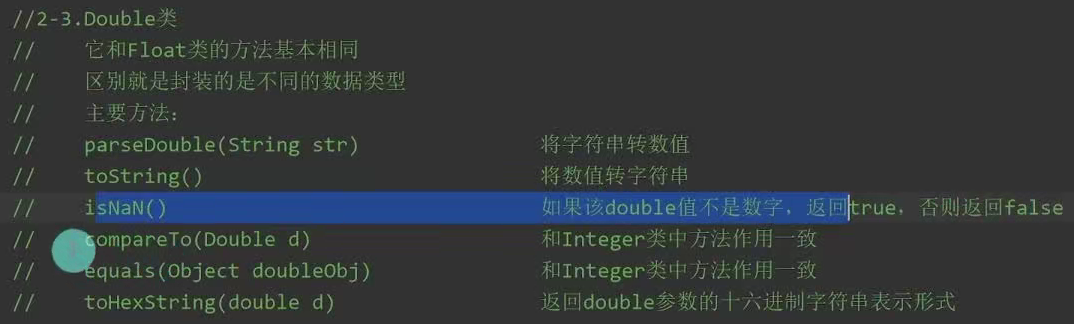 //2-3.Double类
// 它和Float类的方法基本相同
// 区别就是封装的是不同的数据类型
// 主要方法:
// parseDouble(String str) 将字符串转数值
// toString() 将数值转字符串
// isNaN() 如果该double值不是数字，返回true，否则返回false
// compareTo(Double d) 和Integer类中方法作用一致
// equals(Object doubleObj) 和Integer类中方法作用一致
// toHexString(double d) 返回double参数的十六进制字符串表示形式